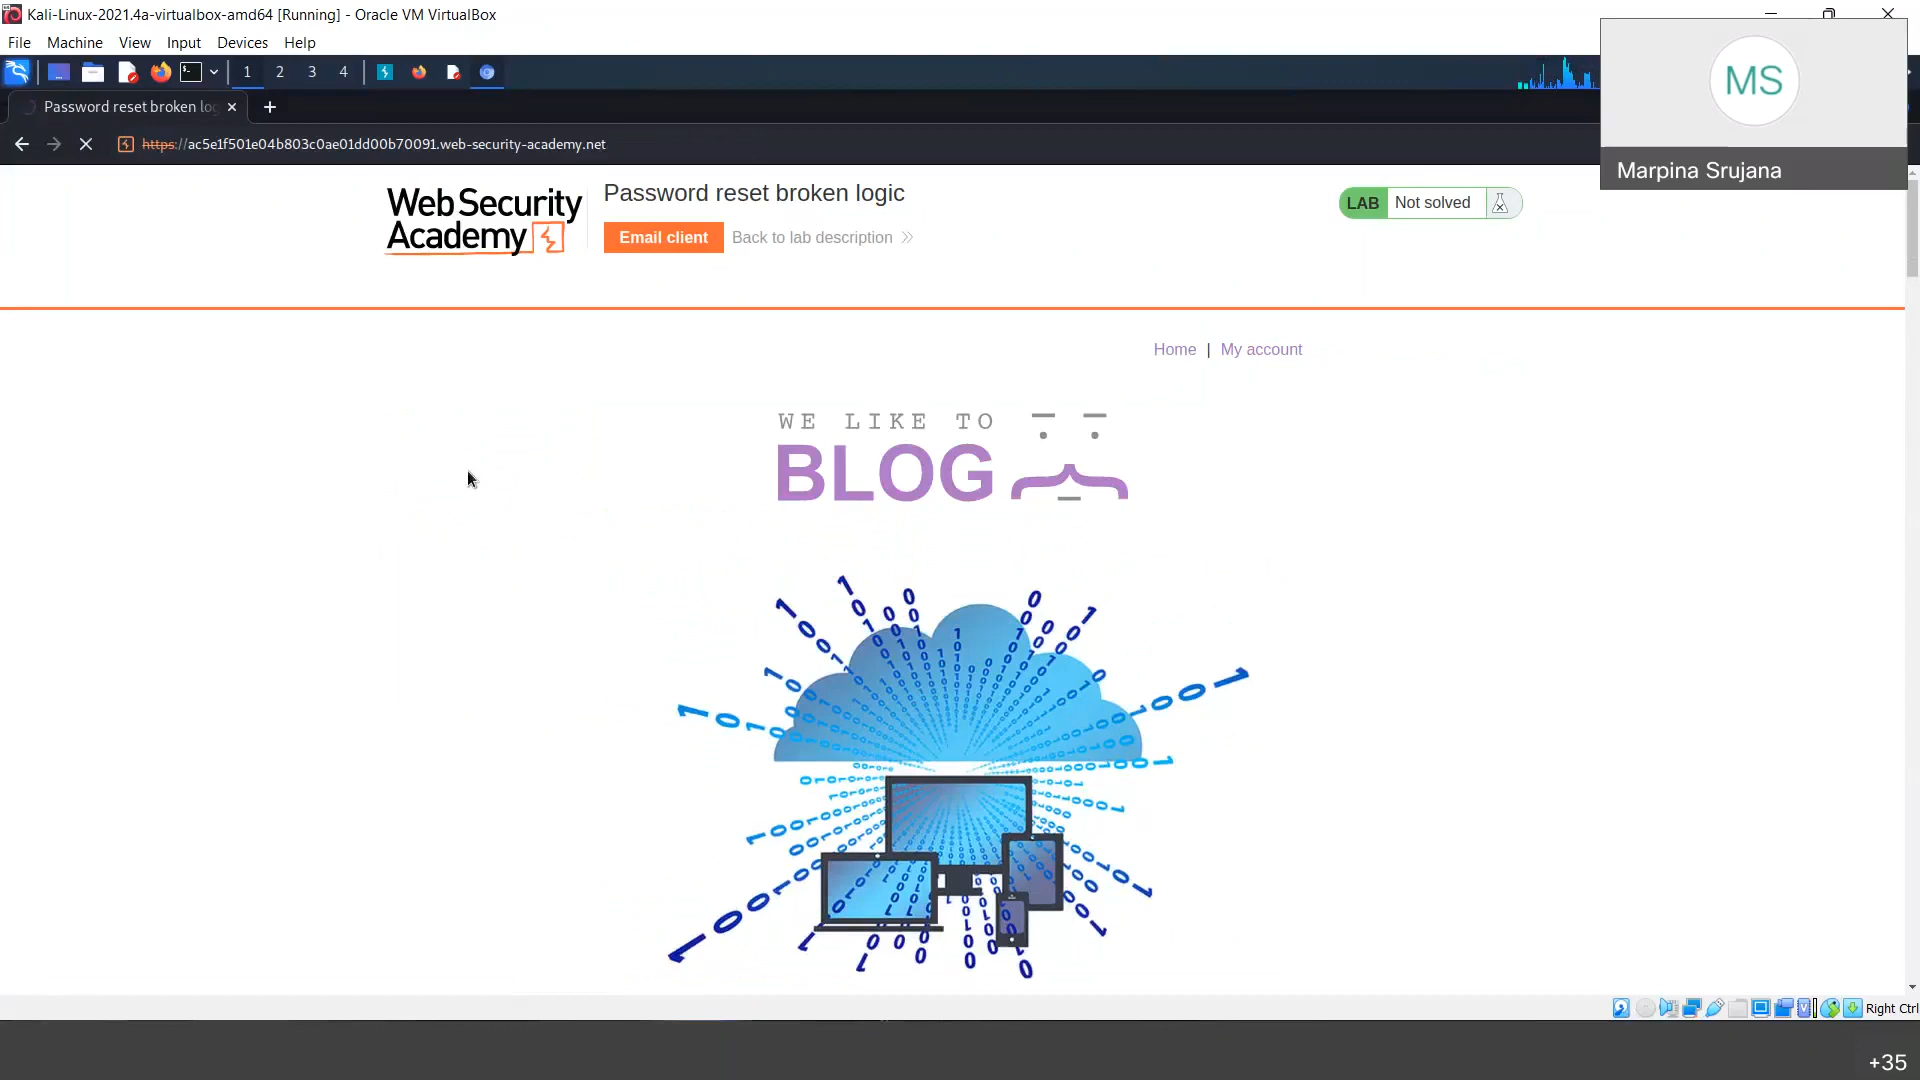 Kali-Linux-2021.4a-virtualbox-amd64 [Running] - Oracle VM VirtualBox
File Machine View Input Devices Help
1 2 3 4
Password reset broken log
https://ac5e1f501e04b803c0ae01dd00b70091.web-security-academy.net
MS
Marpina Srujana
Web Security
Academy
Password reset broken logic
Email client
Back to lab description
LAB Not solved
Home | My account
WE LIKE TO
BLOG
Right Ctrl
+35